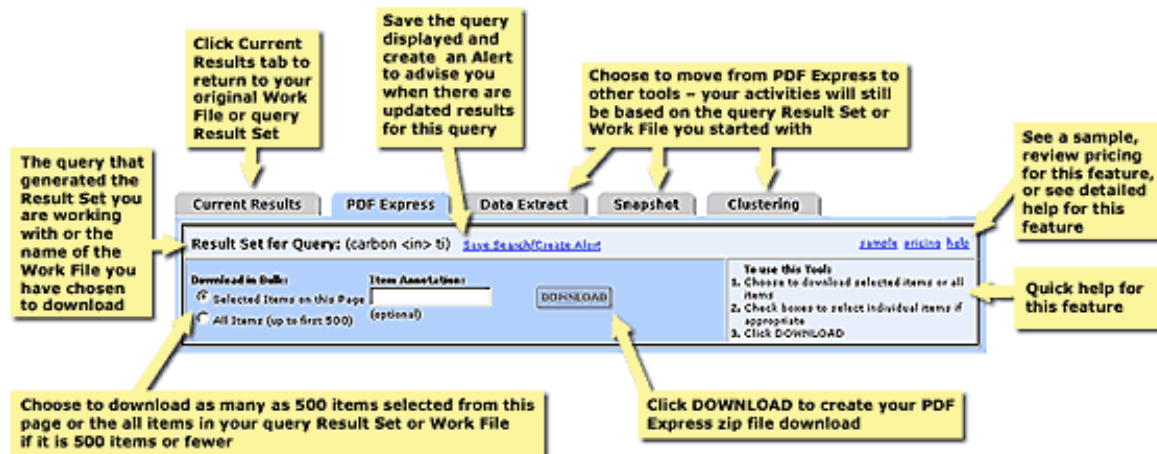 Click Current
Results tab to
return to your
original Work
File or query
Result Set
Save the query
displayed and
create an Alert
to advise you
when there are
updated results
for this query
Choose to move from PDF Express to
other tools – your activities will still
be based on the query Result Set or
Work File you started with
See a sample,
review pricing
for this feature,
or see detailed
help for this
feature
The query that
generated the
Result Set you
are working
with or the
name of the
Work File you
have chosen
to download
Current Results
PDF Express
Data Extract
Snapshot
Clustering
Result Set for Query: (carbon <in> ti) Save Search/Create Alert
sample pricing help
Download in Bulk:
Selected Items on this Page
All Items (up to first 500)
Item Annotation:
(optional)
DOWNLOAD
To use this Tool:
1. Choose to download selected items or all
items
2. Check boxes to select individual items if
appropriate
3. Click DOWNLOAD
Quick help for
this feature
Choose to download as many as 500 items selected from this
page or the all items in your query Result Set or Work File
if it is 500 items or fewer
Click DOWNLOAD to create your PDF
Express zip file download